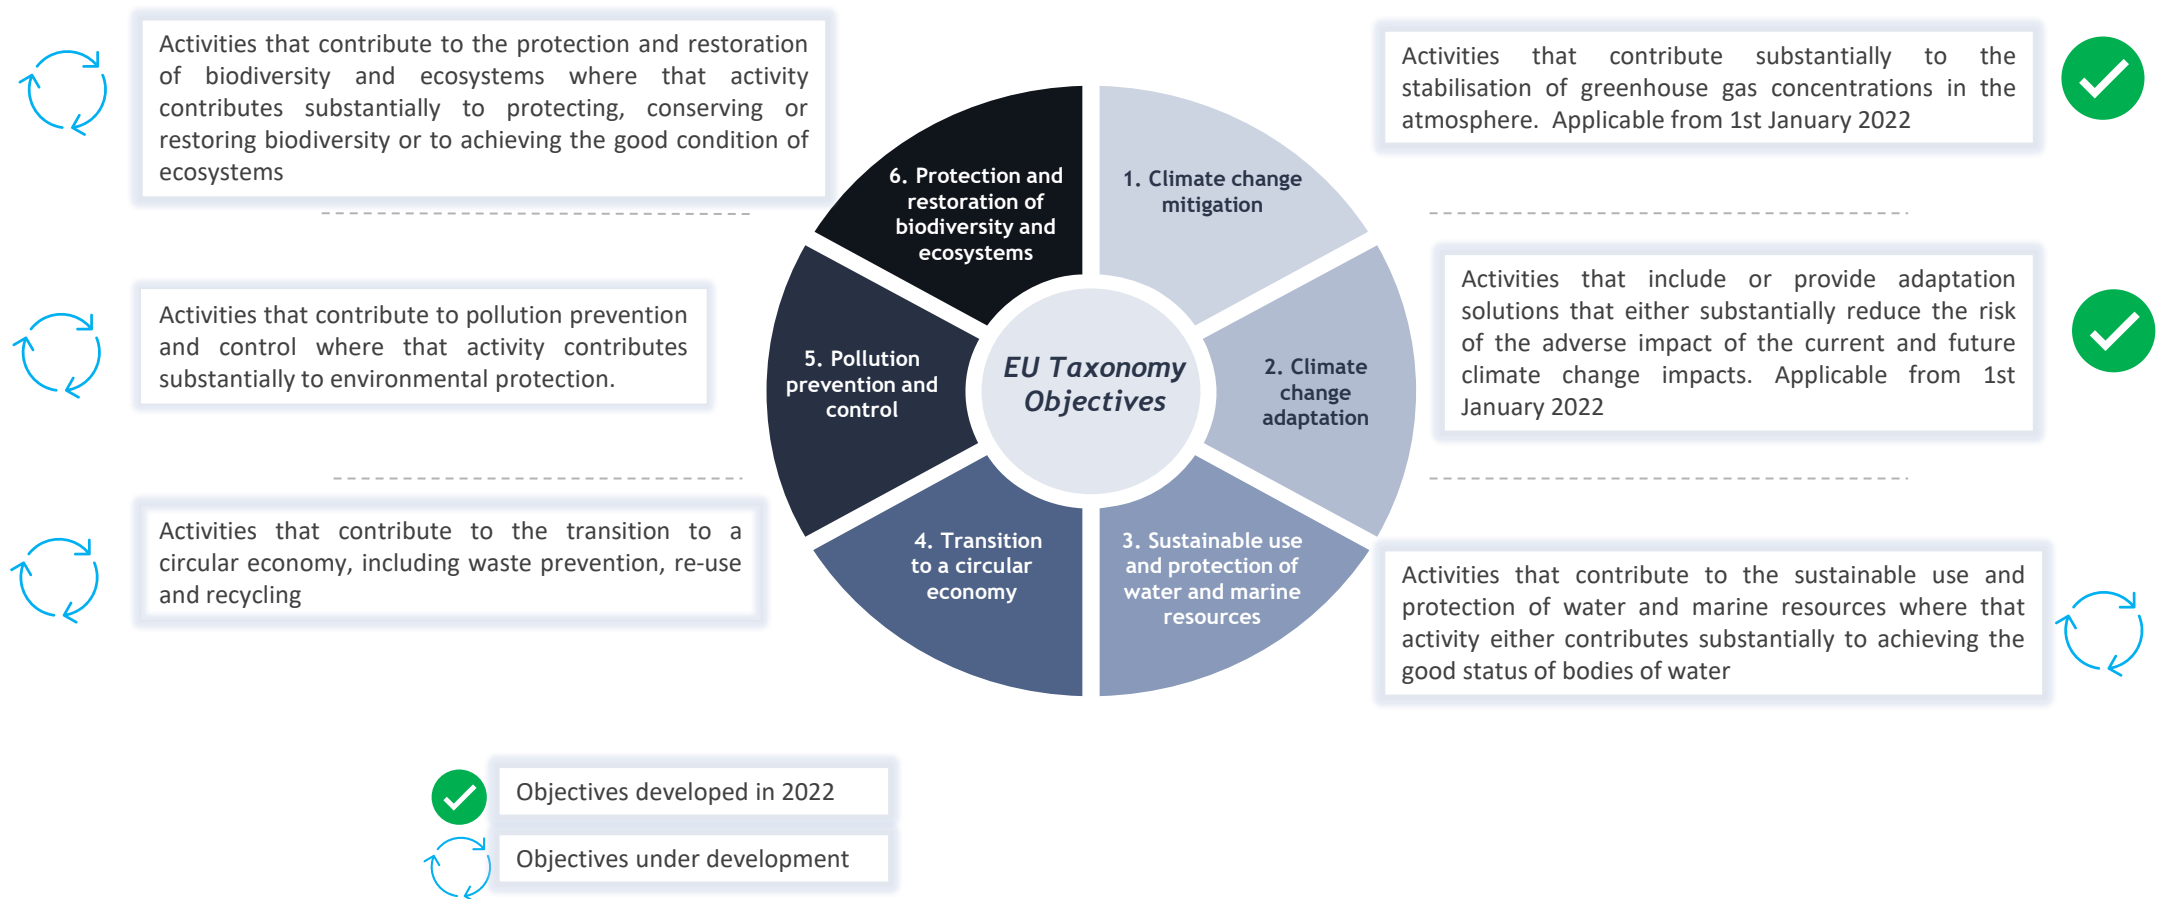 Activities that contribute to the protection and restoration
of biodiversity and ecosystems where that activity
contributes substantially to protecting, conserving or
restoring biodiversity or to achieving the good condition of
ecosystems
Activities that contribute to pollution prevention
and control where that activity contributes
substantially to environmental protection.
Activities that contribute to the transition to a
circular economy, including waste prevention, re-use
and recycling
6. Protection and
restoration of
biodiversity and
ecosystems
1. Climate change
mitigation
5. Pollution
prevention and
control
EU Taxonomy
Objectives
2. Climate
change
adaptation
4. Transition
to a circular
economy
3. Sustainable use
and protection of
water and marine
resources
Activities that contribute substantially to the
stabilisation of greenhouse gas concentrations in the
atmosphere. Applicable from 1st January 2022
Activities that include or provide adaptation
solutions that either substantially reduce the risk
of the adverse impact of the current and future
climate change impacts. Applicable from 1st
January 2022
Activities that contribute to the sustainable use and
protection of water and marine resources where that
activity either contributes substantially to achieving the
good status of bodies of water
Objectives developed in 2022
Objectives under development